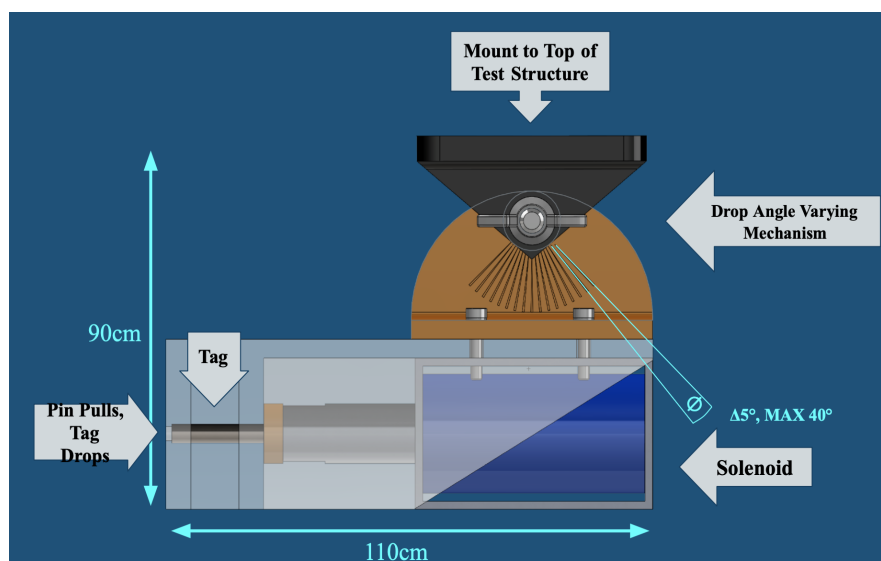 Mount to Top of
Test Structure
Drop Angle Varying
Mechanism
90cm
Tag
Pin Pulls,
Tag
Drops
Δ5°, MAX 40°
Solenoid
110cm